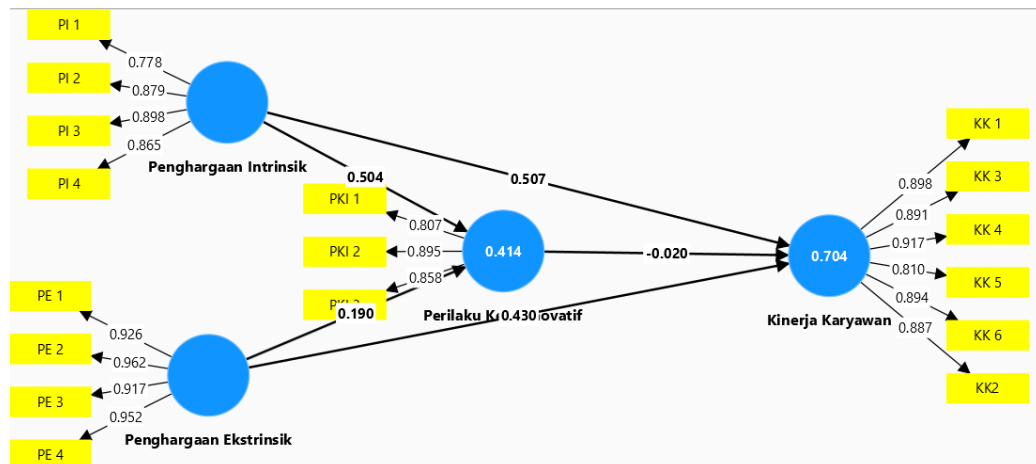 PI 1
PI 2
PI 3
PI 4
0.778
0.879
0.898
0.865
Penghargaan Intrinsik
0.504
0.507
PKI 1
PKI 2
0.807
0.895
0.858
0.414
-0.020
0.190
Perilaku
0.430
ovatif
PE 1
PE 2
PE 3
PE 4
0.926
0.962
0.917
0.952
Penghargaan Ekstrinsik
0.704
Kinerja Karyawan
0.898
0.891
0.917
0.810
0.894
0.887
KK 1
KK 3
KK 4
KK 5
KK 6
KK2